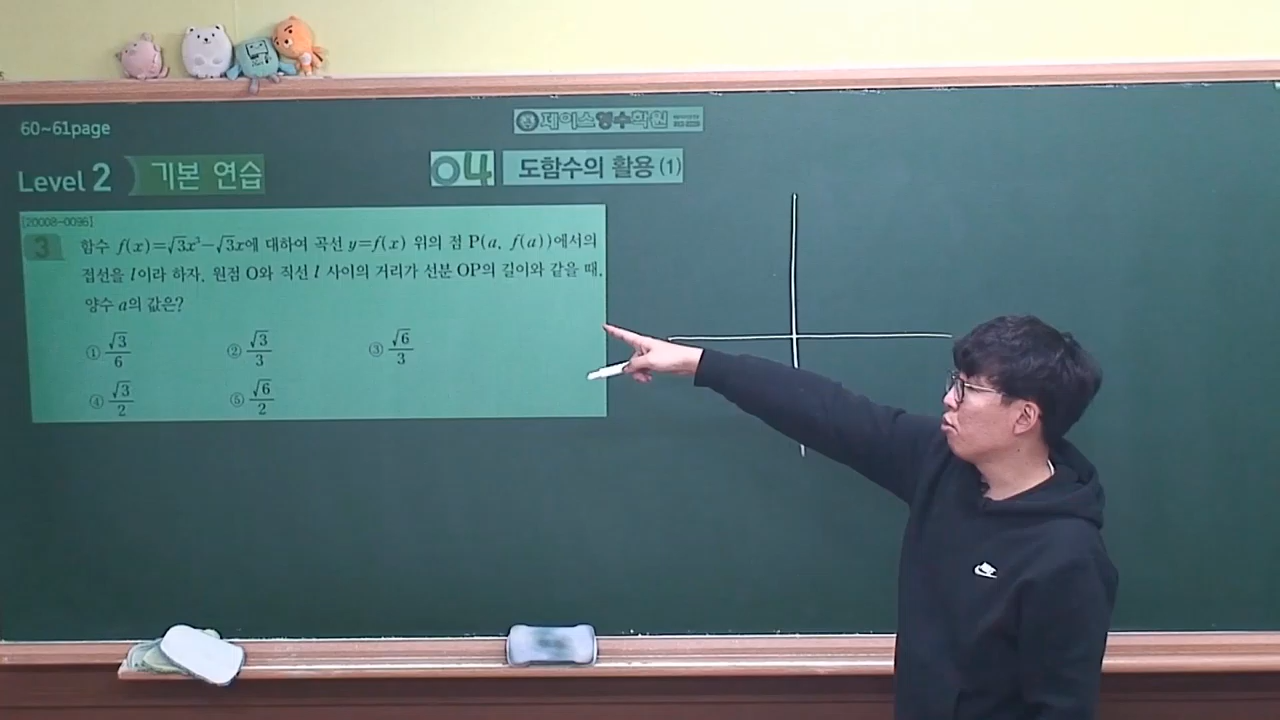 60~61page
제이스영수학원
Level 2 기본 연습
04 도함수의 활용(1)
[20008-0096]
3 함수 f(x)=√3x³-√3x에 대하여 곡선 y=f(x) 위의 점 P(a, f(a))에서의
접선을 l이라 하자. 원점 O와 직선 l 사이의 거리가 선분 OP의 길이와 같을 때,
양수 a의 값은?
① √3/6 ② √3/3 ③ √6/3
④ √3/2 ⑤ √6/2